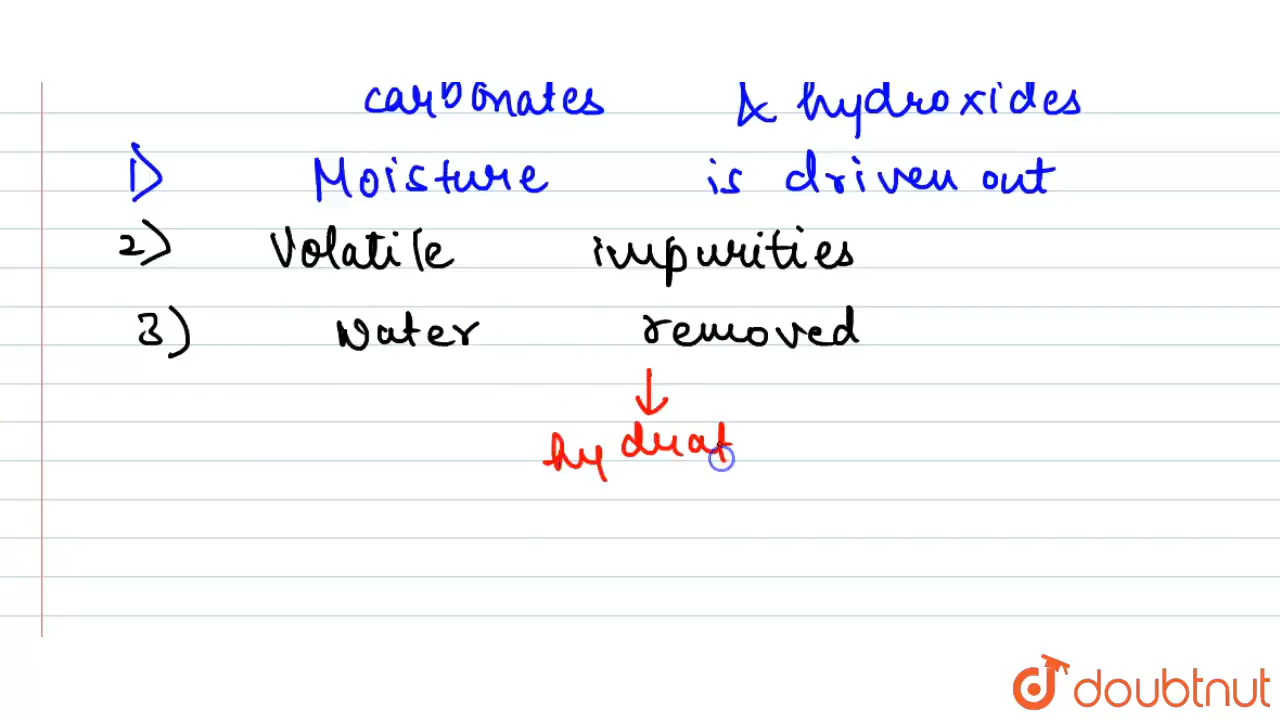 carbonates & hydroxides
1) Moisture is driven out
2) Volatile impurities
3) Water removed
↓
hydrat
doubtnut